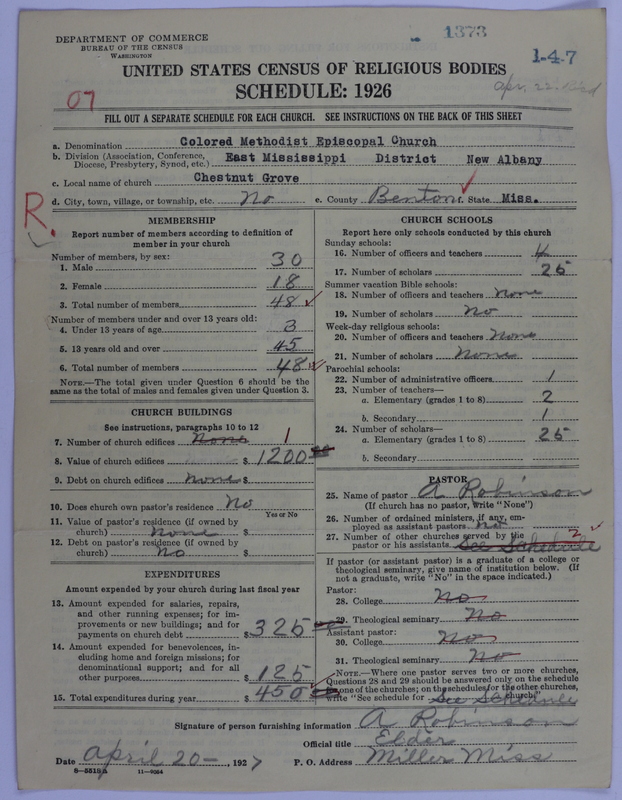 DEPARTMENT OF COMMERCE
BUREAU OF THE CENSUS
WASHINGTON
1373
1-4-7
UNITED STATES CENSUS OF RELIGIOUS BODIES
SCHEDULE: 1926
07
FILL OUT A SEPARATE SCHEDULE FOR EACH CHURCH. SEE INSTRUCTIONS ON THE BACK OF THIS SHEET
a. Denomination Colored Methodist Episcopal Church
b. Division (Association, Conference, Diocese, Presbytery, Synod, etc.) East Mississippi District New Albany
c. Local name of church Chestnut Grove
d. City, town, village, or township, etc. No e. County Benton f. State Miss.
R.
MEMBERSHIP
Report number of members according to definition of
member in your church
Number of members, by sex:
1. Male 30
2. Female 18
3. Total number of members 48
Number of members under and over 13 years old:
4. Under 13 years of age 3
5. 13 years old and over 45
6. Total number of members 48
NOTE.—The total given under Question 6 should be the
same as the total of males and females given under Question 3.
CHURCH BUILDINGS
See instructions, paragraphs 10 to 12
7. Number of church edifices None 1
8. Value of church edifices $ 1200
9. Debt on church edifices None $
10. Does church own pastor's residence? No
Yes or No
11. Value of pastor's residence (if owned by
church) None $
12. Debt on pastor's residence (if owned by
church) No $
EXPENDITURES
Amount expended by your church during last fiscal year
13. Amount expended for salaries, repairs,
and other running expenses; for im-
provements or new buildings; and for
payments on church debt $ 325
14. Amount expended for benevolences, in-
cluding home and foreign missions; for
denominational support; and for all
other purposes $ 125
15. Total expenditures during year $ 450
CHURCH SCHOOLS
Report here only schools conducted by this church
Sunday schools:
16. Number of officers and teachers 4
17. Number of scholars 25
Summer vacation Bible schools:
18. Number of officers and teachers None
19. Number of scholars No
Week-day religious schools:
20. Number of officers and teachers None
21. Number of scholars None
Parochial schools:
22. Number of administrative officers 1
23. Number of teachers—
a. Elementary (grades 1 to 8) 2
b. Secondary 1
24. Number of scholars—
a. Elementary (grades 1 to 8) 25
b. Secondary
PASTOR
25. Name of pastor A Robinson
(If church has no pastor, write "None")
26. Number of ordained ministers, if any, em-
ployed as assistant pastors no
27. Number of other churches served by the
pastor or his assistants See Schedule 2
If pastor (or assistant pastor) is a graduate of a college or
theological seminary, give name of institution below. (If
not a graduate, write "No" in the space indicated.)
Pastor:
28. College No
29. Theological seminary No
Assistant pastor:
30. College No
31. Theological seminary No
NOTE.—Where one pastor serves two or more churches,
Questions 28 and 29 should be answered only on the schedule
for one of the churches; on the schedules for the other churches,
write "See schedule for See Schedule church."
Signature of person furnishing information A Robinson
Official title Elder
Date April 20 - , 1927 P. O. Address Miller Miss
8-5515a 11-9064